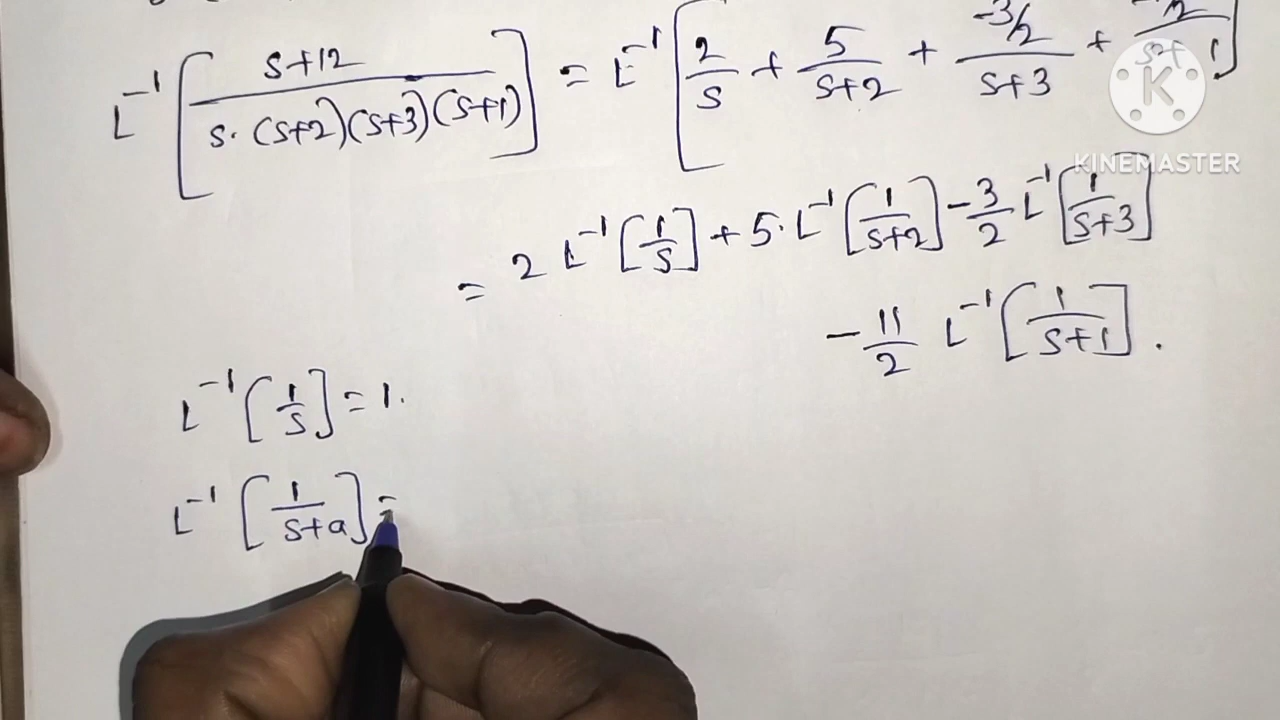 L⁻¹[(s+12)/(s·(s+2)(s+3)(s+1))] = L⁻¹[2/s + 5/(s+2) + (-3/2)/(s+3) +
= 2 L⁻¹[1/s] + 5·L⁻¹[1/(s+2)] - 3/2 L⁻¹[1/(s+3)]
- 11/2 L⁻¹[1/(s+1)].
L⁻¹[1/s] = 1.
L⁻¹[1/(s+a)] =
K
KINEMASTER